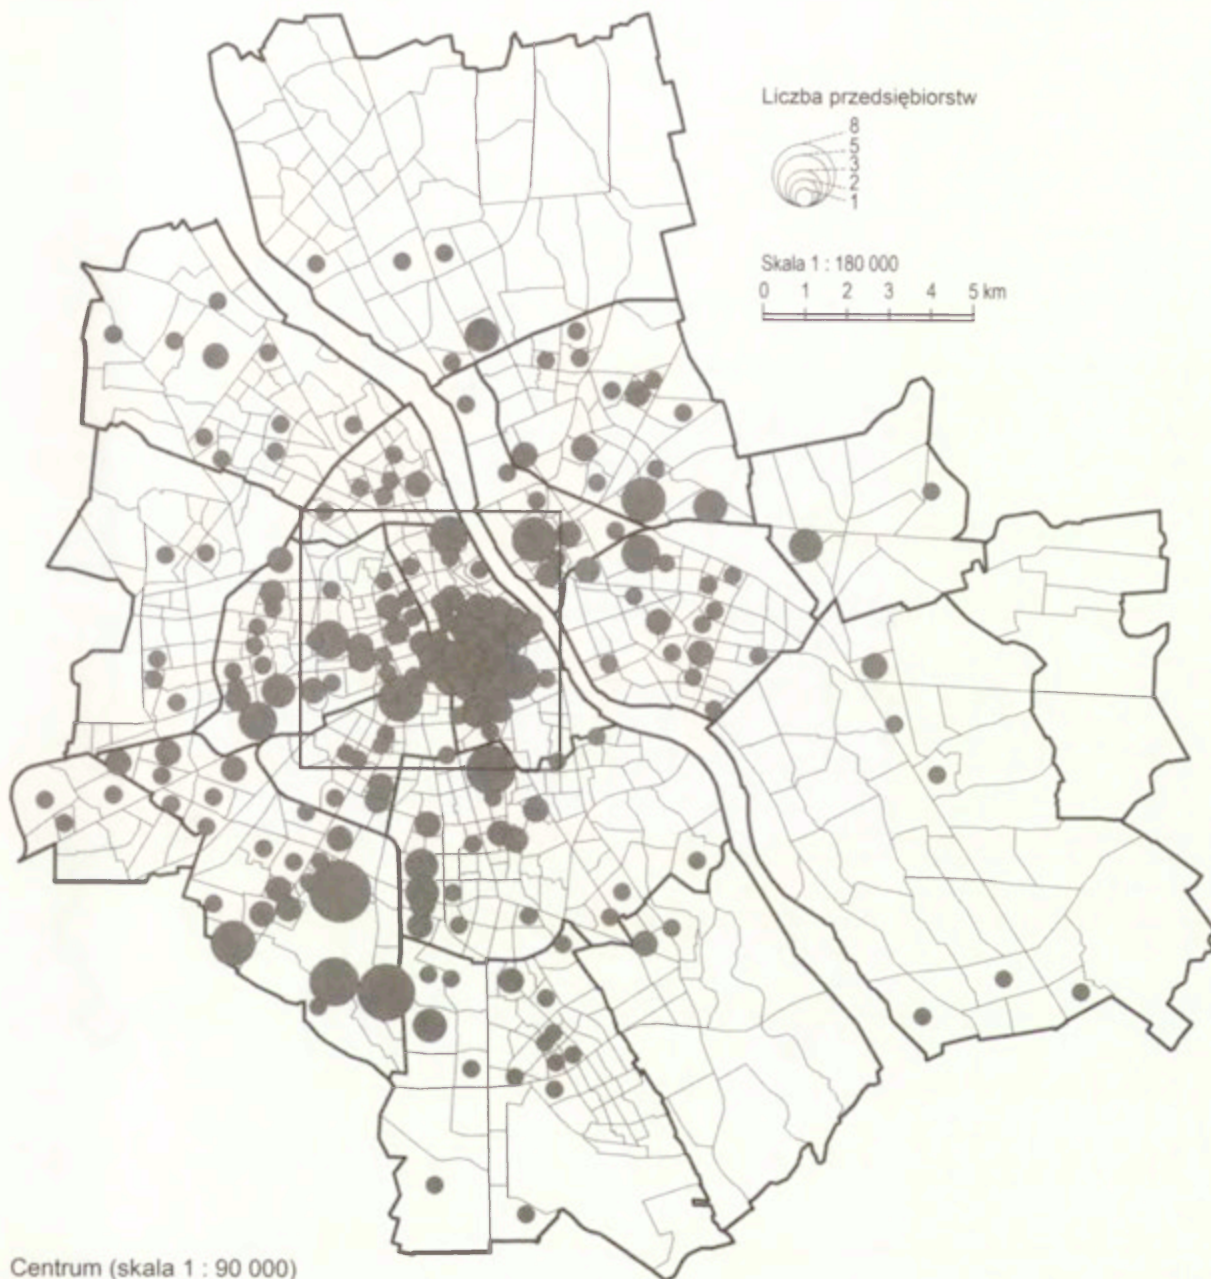 Liczba przedsiębiorstw
8
5
3
2
1
Skala 1 : 180 000
0 1 2 3 4 5 km
Centrum (skala 1 : 90 000)